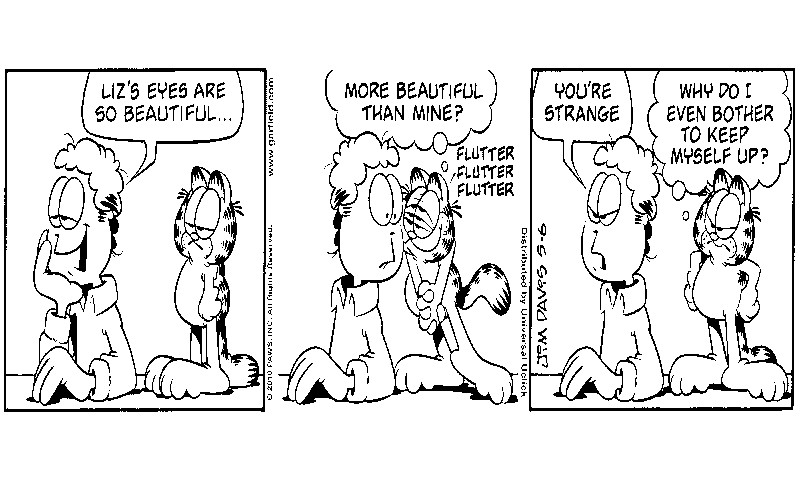 LIZ'S EYES ARE
SO BEAUTIFUL...
www.garfield.com
© 2010 PAWS, INC. All Rights Reserved.
MORE BEAUTIFUL
THAN MINE?
FLUTTER
FLUTTER
FLUTTER
Distributed by Universal Uclick
YOU'RE
STRANGE
WHY DO I
EVEN BOTHER
TO KEEP
MYSELF UP?
JIM DAVIS 5-6